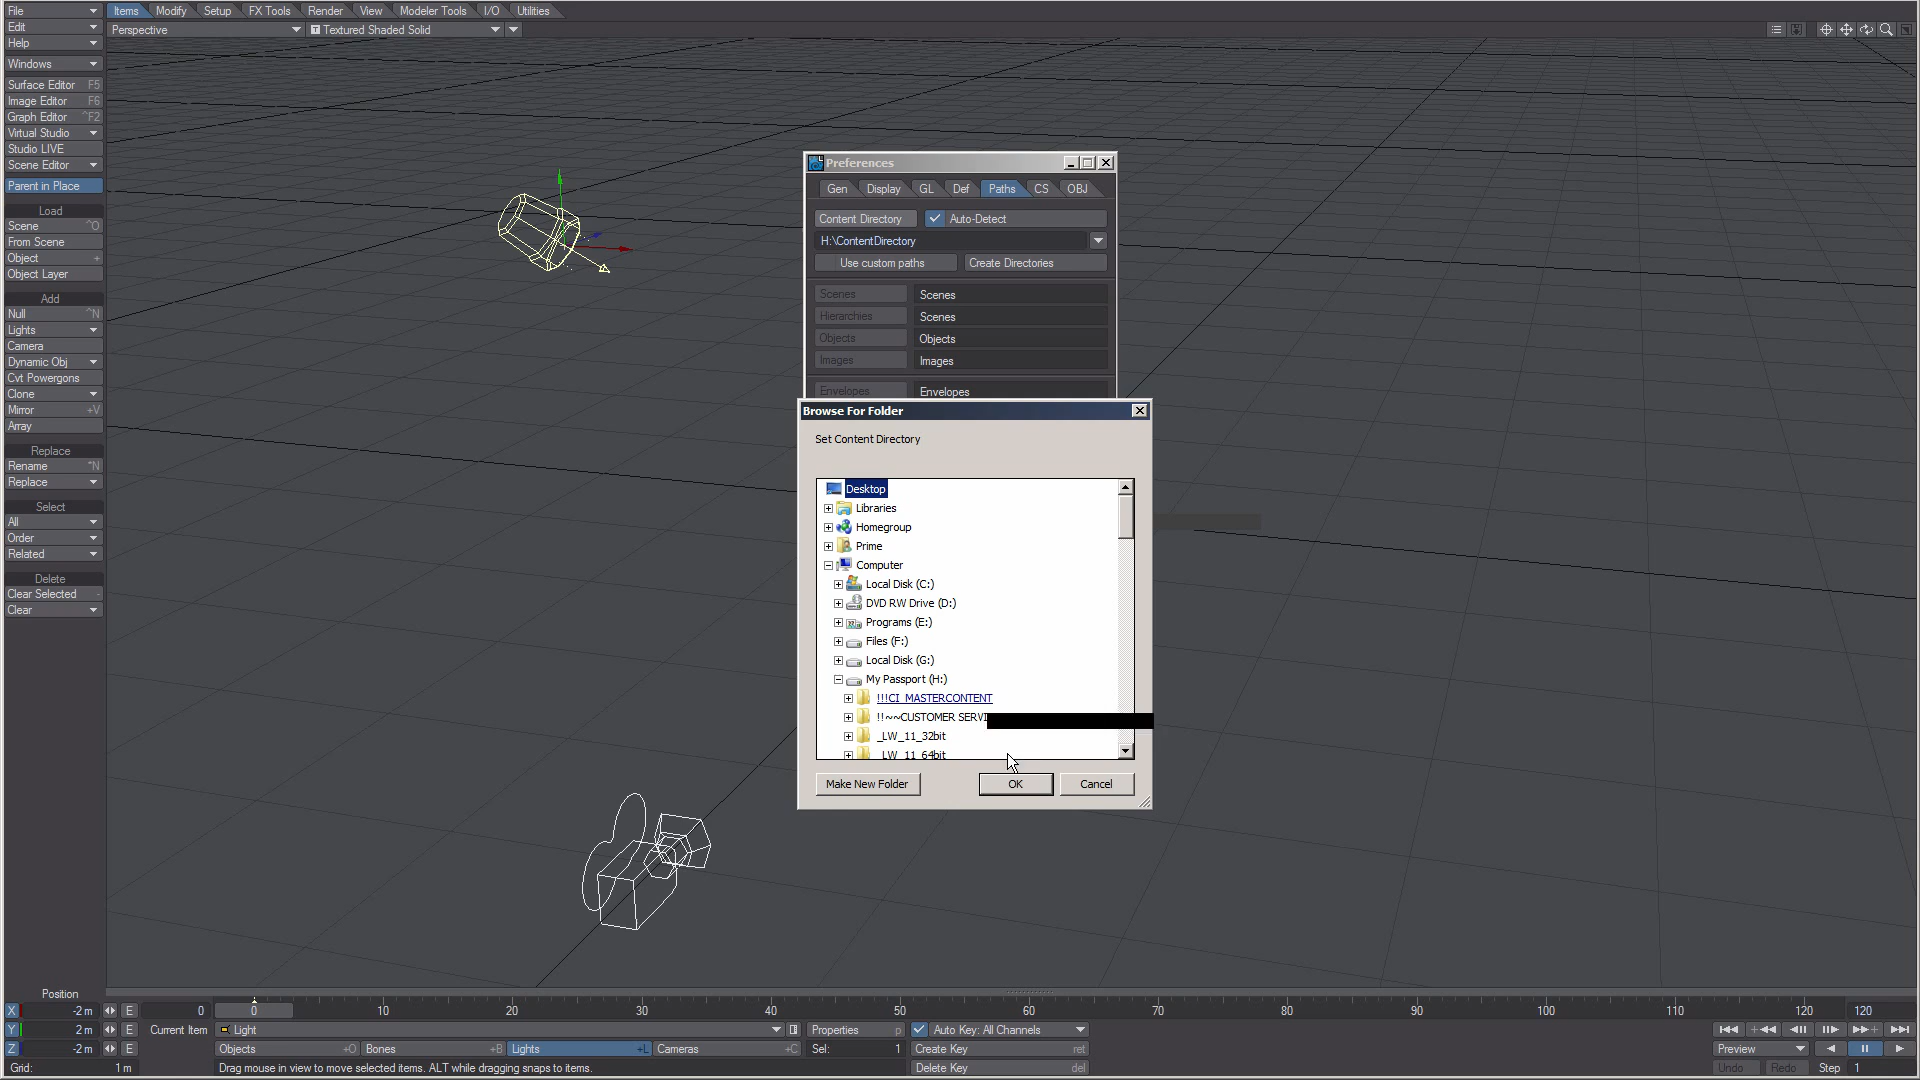 File
Items Modify Setup FX Tools Render View Modeler Tools I/O Utilities
Edit
Perspective T Textured Shaded Solid
Help
Windows
Surface Editor F5
Image Editor F6
Graph Editor ^F2
Virtual Studio
Studio LIVE
Scene Editor
Parent in Place
Load
Scene ^O
From Scene
Object +
Object Layer
Add
Null ^N
Lights
Camera
Dynamic Obj
Cvt Powergons
Clone
Mirror +V
Array
Replace
Rename
Replace
Select
All
Order
Related
Delete
Clear Selected -
Clear
Preferences
Gen Display GL Def Paths CS OBJ
Content Directory Auto-Detect
H:\ContentDirectory
Use custom paths Create Directories
Scenes Scenes
Hierarchies Scenes
Objects Objects
Images Images
Envelopes Envelopes
Browse For Folder
Set Content Directory
Desktop
Libraries
Homegroup
Prime
Computer
Local Disk (C:)
DVD RW Drive (D:)
Programs (E:)
Files (F:)
Local Disk (G:)
My Passport (H:)
!!!CI_MASTERCONTENT
!!~~CUSTOMER SERVI
_LW_11_32bit
_LW_11_64bit
Make New Folder OK Cancel
Position
X -2 m E 0 0 10 20 30 40 50 60 70 80 90 100 110 120 120
Y 2 m E Current Item Light Properties p Auto Key: All Channels
Z -2 m E Objects +O Bones +B Lights +L Cameras +C Sel: 1 Create Key ret Preview
Grid: 1 m Drag mouse in view to move selected items. ALT while dragging snaps to items. Delete Key del Undo Redo Step 1